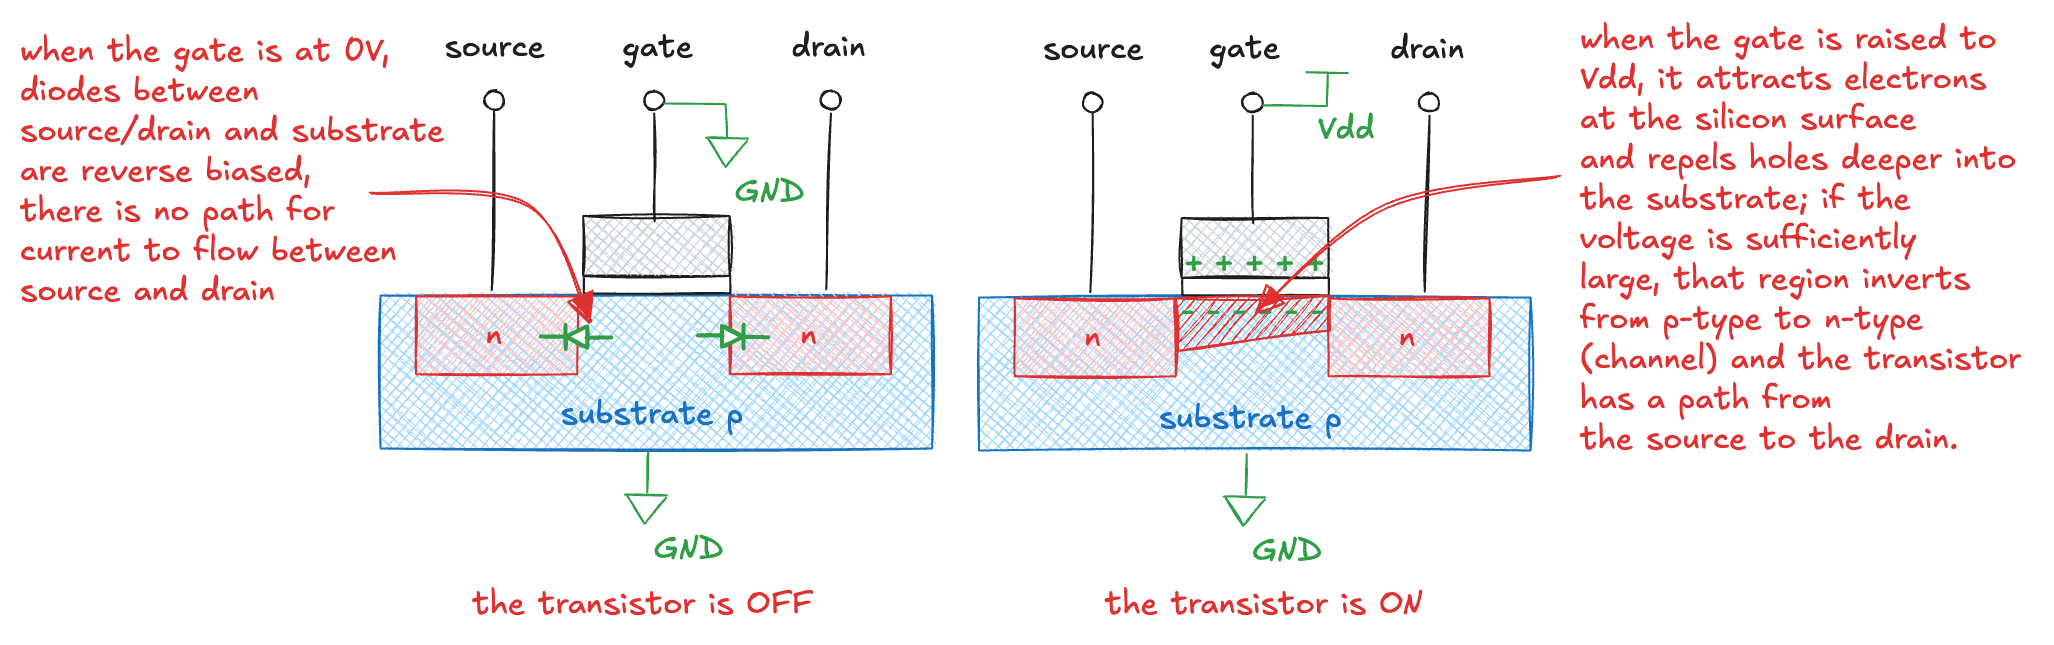 when the gate is at 0V,
diodes between
source/drain and substrate
are reverse biased,
there is no path for
current to flow between
source and drain
source gate drain
GND
n n
substrate p
GND
the transistor is OFF
source gate drain
Vdd
+ + + + +
- - - - - -
n n
substrate p
GND
the transistor is ON
when the gate is raised to
Vdd, it attracts electrons
at the silicon surface
and repels holes deeper into
the substrate; if the
voltage is sufficiently
large, that region inverts
from p-type to n-type
(channel) and the transistor
has a path from
the source to the drain.